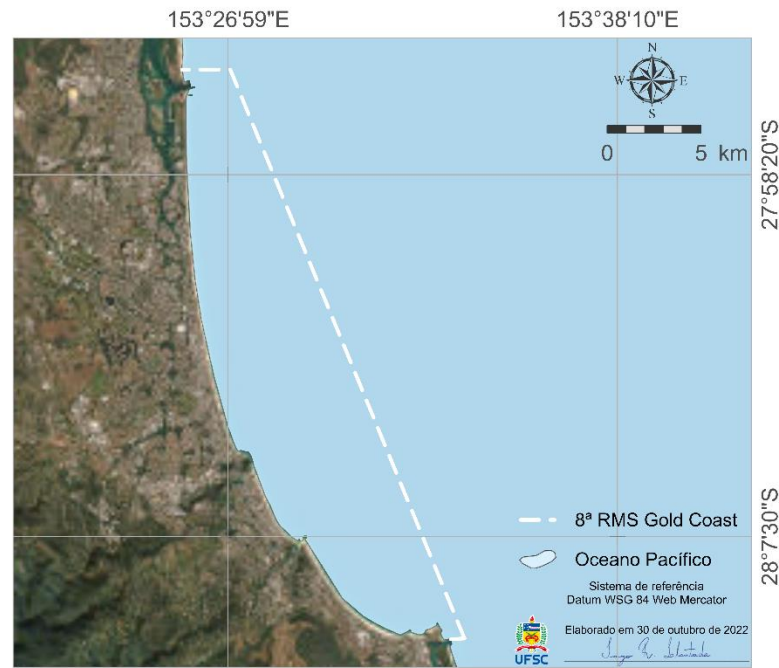 153°26'59"E 153°38'10"E
N
W E
S
0 5 km
27°58'20"S
28°7'30"S
8ª RMS Gold Coast
Oceano Pacífico
Sistema de referência
Datum WSG 84 Web Mercator
Elaborado em 30 de outubro de 2022
UFSC